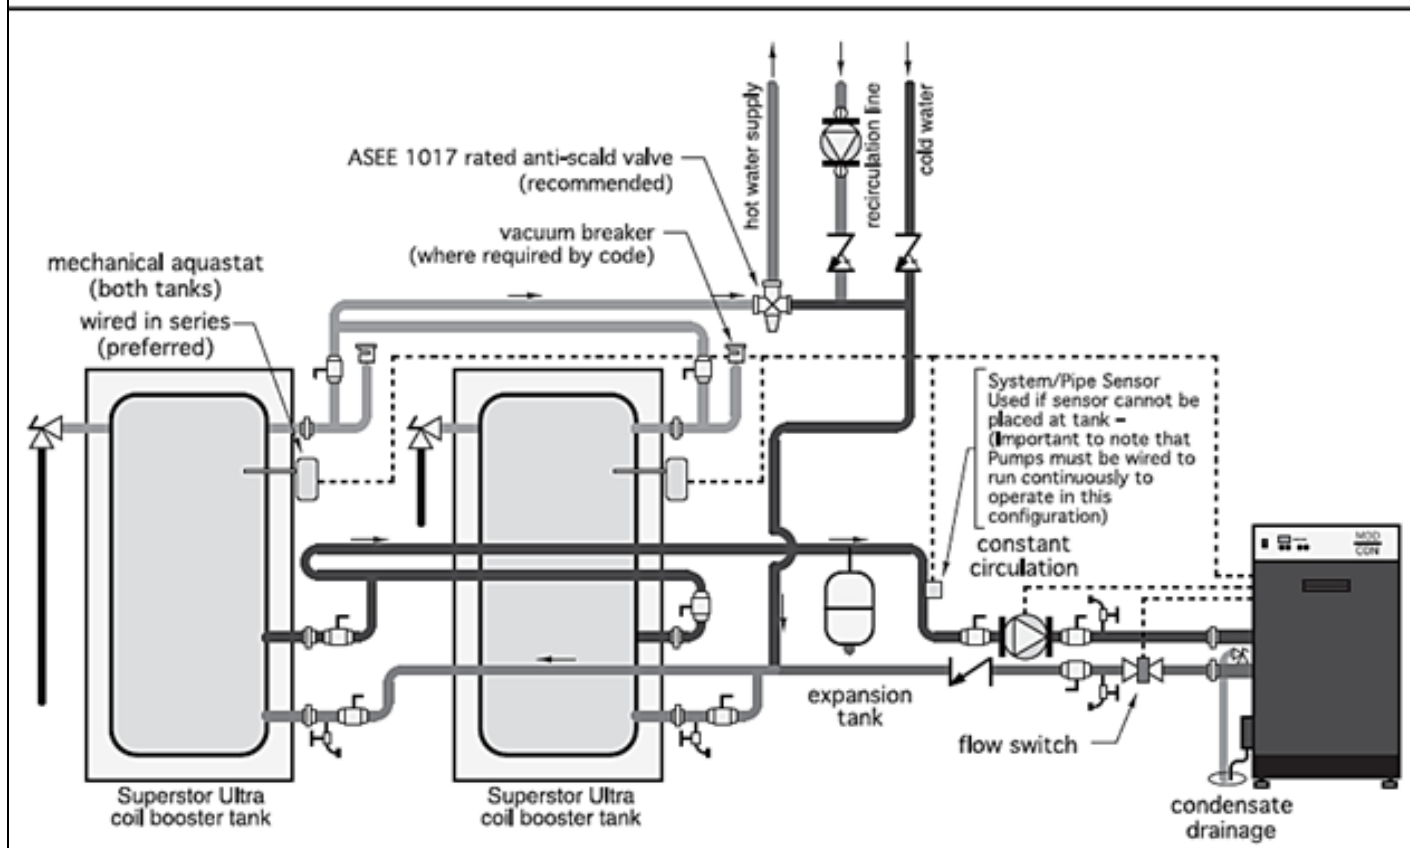 hot water supply
recirculation line
cold water
ASEE 1017 rated anti-scald valve
(recommended)
vacuum breaker
(where required by code)
mechanical aquastat
(both tanks)
wired in series
(preferred)
System/Pipe Sensor
Used if sensor cannot be
placed at tank –
(Important to note that
Pumps must be wired to
run continuously to
operate in this
configuration)
constant
circulation
MOD
CON
expansion
tank
flow switch
Superstor Ultra
coil booster tank
Superstor Ultra
coil booster tank
condensate
drainage